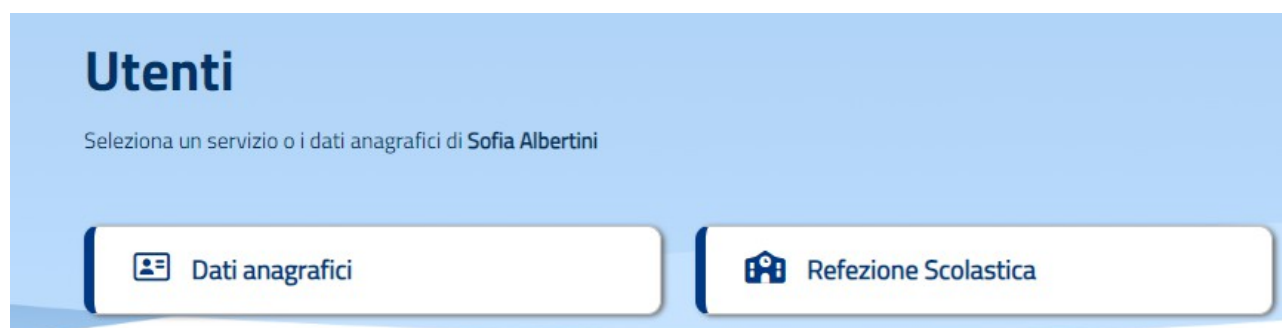 Utenti
Seleziona un servizio o i dati anagrafici di Sofia Albertini
Dati anagrafici
Refezione Scolastica